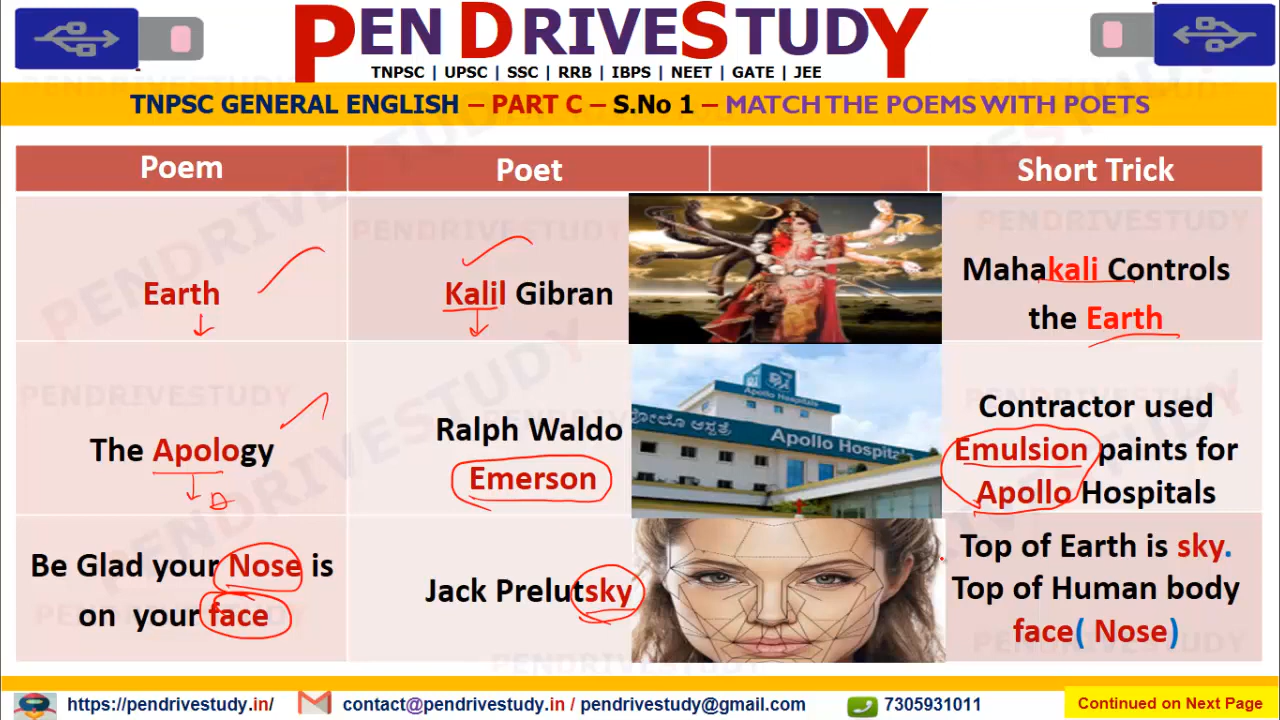 PEN DRIVESTUDY
TNPSC | UPSC | SSC | RRB | IBPS | NEET | GATE | JEE
TNPSC GENERAL ENGLISH – PART C – S.No 1 – MATCH THE POEMS WITH POETS
Poem
Poet
Short Trick
Earth
Kalil Gibran
Mahakali Controls
the Earth
The Apology
Ralph Waldo
Emerson
Apollo Hospitals
Apollo Hospitals
Contractor used
Emulsion paints for
Apollo Hospitals
Be Glad your Nose is
on your face
Jack Prelutsky
Top of Earth is sky.
Top of Human body
face( Nose)
PENDRIVESTUDY
https://pendrivestudy.in/
contact@pendrivestudy.in / pendrivestudy@gmail.com
7305931011
Continued on Next Page